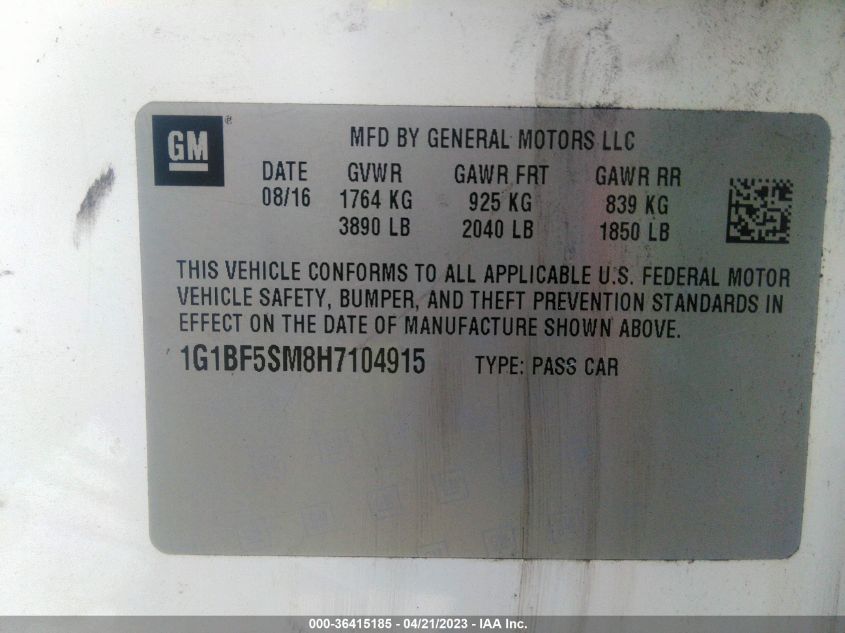 GM ®
MFD BY GENERAL MOTORS LLC
DATE GVWR GAWR FRT GAWR RR
08/16 1764 KG 925 KG 839 KG
3890 LB 2040 LB 1850 LB
THIS VEHICLE CONFORMS TO ALL APPLICABLE U.S. FEDERAL MOTOR
VEHICLE SAFETY, BUMPER, AND THEFT PREVENTION STANDARDS IN
EFFECT ON THE DATE OF MANUFACTURE SHOWN ABOVE.
1G1BF5SM8H7104915 TYPE: PASS CAR
000-36415185 - 04/21/2023 - IAA Inc.